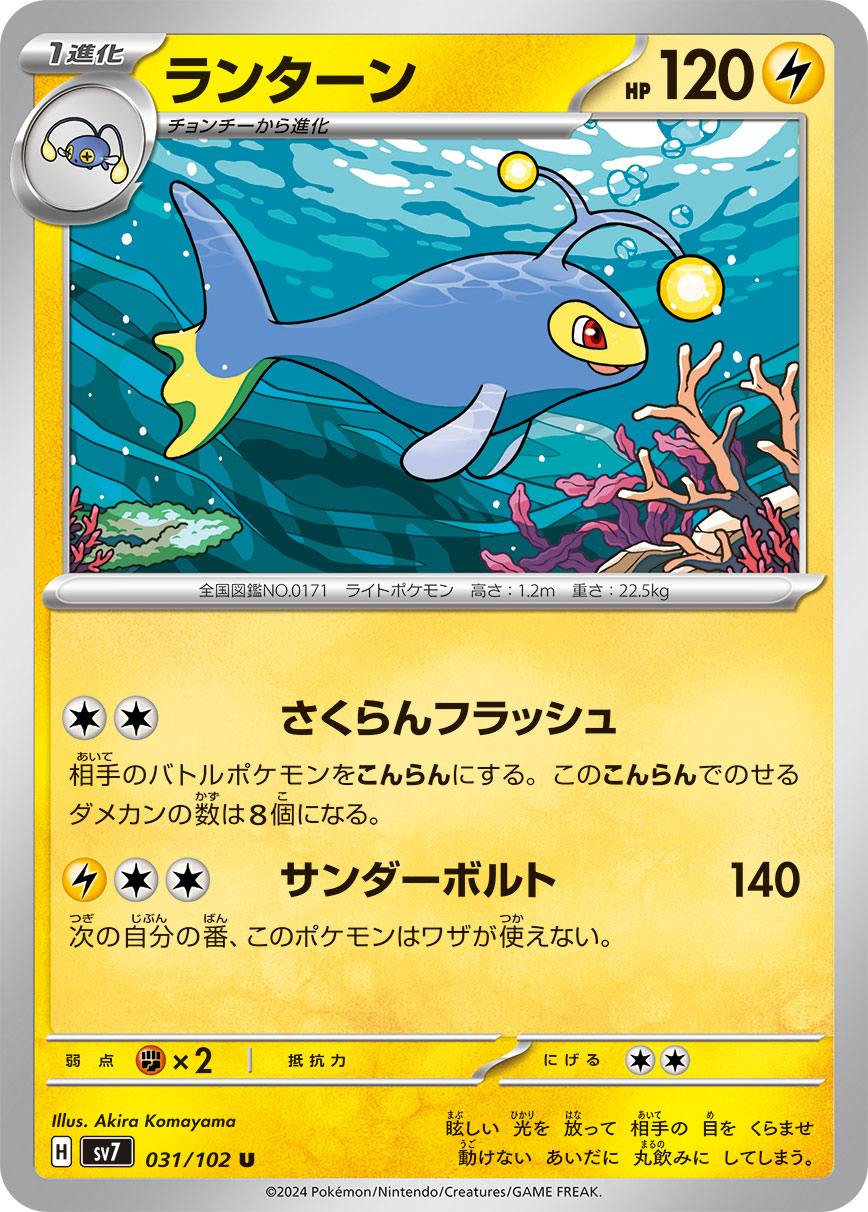 1進化
ランターン
HP 120
チョンチーから進化
全国図鑑NO.0171 ライトポケモン 高さ:1.2m 重さ:22.5kg
さくらんフラッシュ
相手のバトルポケモンをこんらんにする。このこんらんでのせる
ダメカンの数は8個になる。
サンダーボルト 140
次の自分の番、このポケモンはワザが使えない。
弱点 ×2 抵抗力 にげる
Illus. Akira Komayama
H sv7 031/102 U
眩しい 光を 放って 相手の 目を くらませ
動けない あいだに 丸飲みに してしまう。
©2024 Pokémon/Nintendo/Creatures/GAME FREAK.